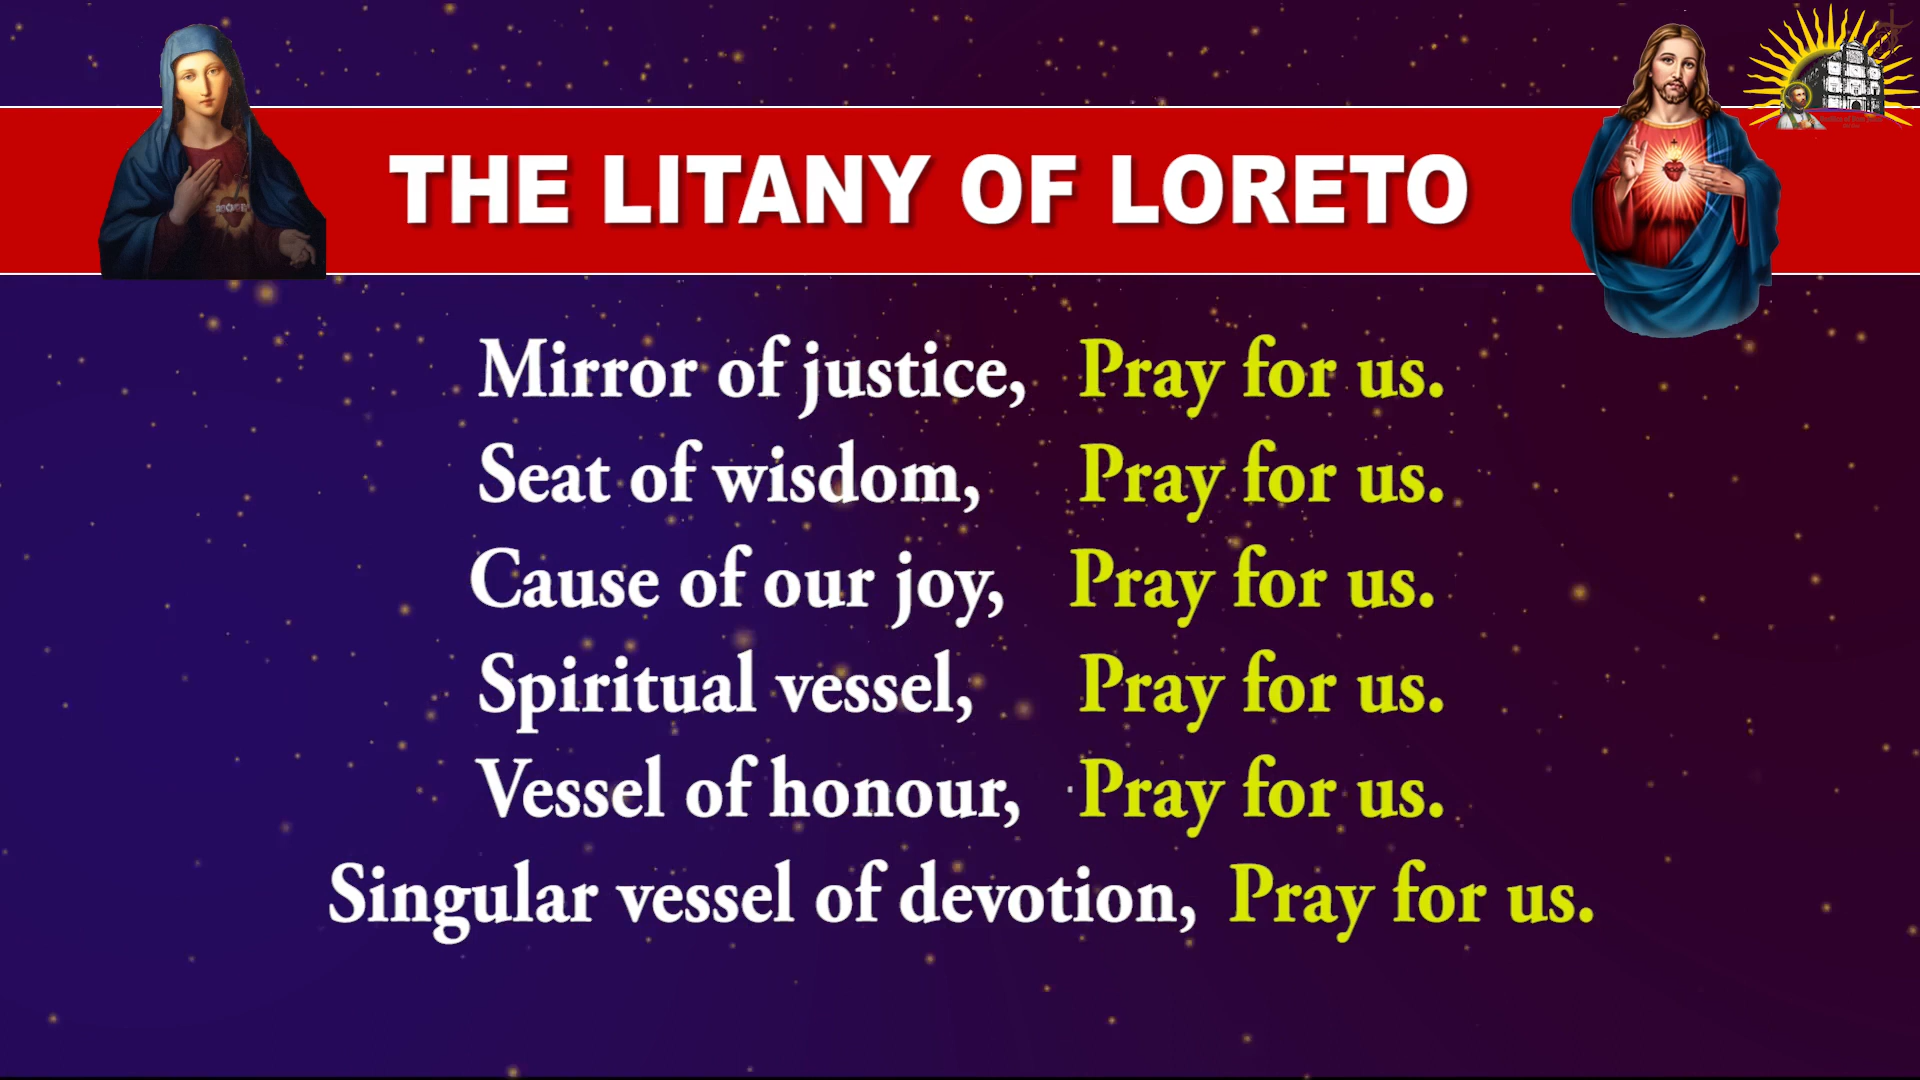 THE LITANY OF LORETO
Mirror of justice, Pray for us.
Seat of wisdom, Pray for us.
Cause of our joy, Pray for us.
Spiritual vessel, Pray for us.
Vessel of honour, Pray for us.
Singular vessel of devotion, Pray for us.